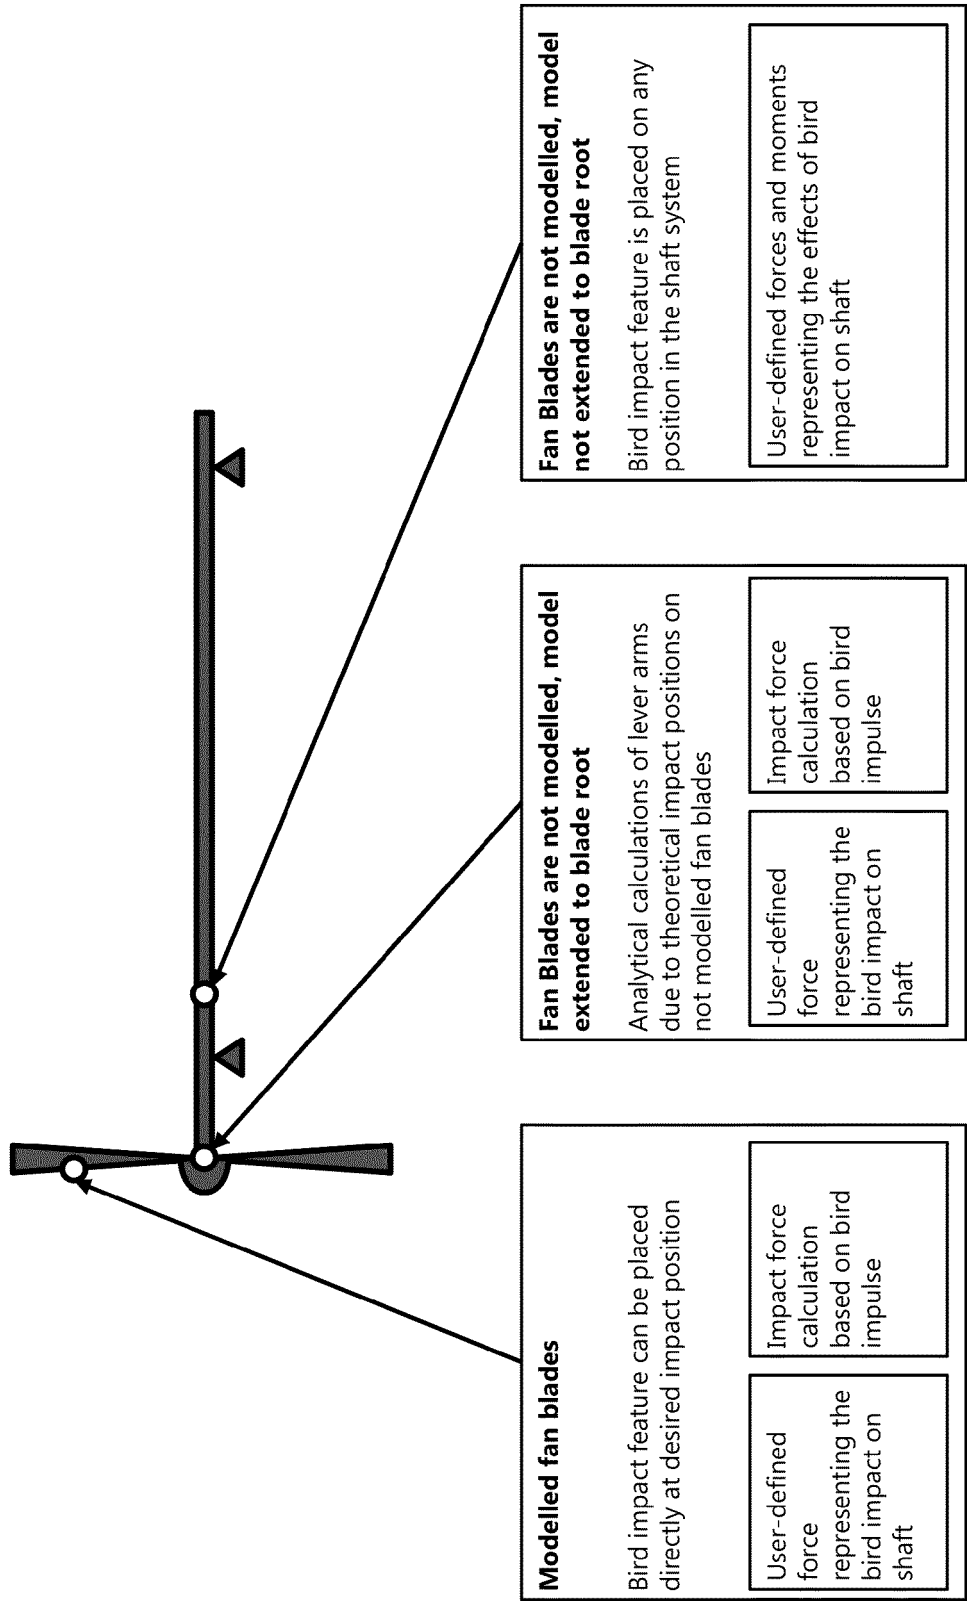 Modelled fan blades
Bird impact feature can be placed
directly at desired impact position
User-defined
force
representing the
bird impact on
shaft
Impact force
calculation
based on bird
impulse
Fan Blades are not modelled, model
extended to blade root
Analytical calculations of lever arms
due to theoretical impact positions on
not modelled fan blades
User-defined
force
representing the
bird impact on
shaft
Impact force
calculation
based on bird
impulse
Fan Blades are not modelled, model
not extended to blade root
Bird impact feature is placed on any
position in the shaft system
User-defined forces and moments
representing the effects of bird
impact on shaft